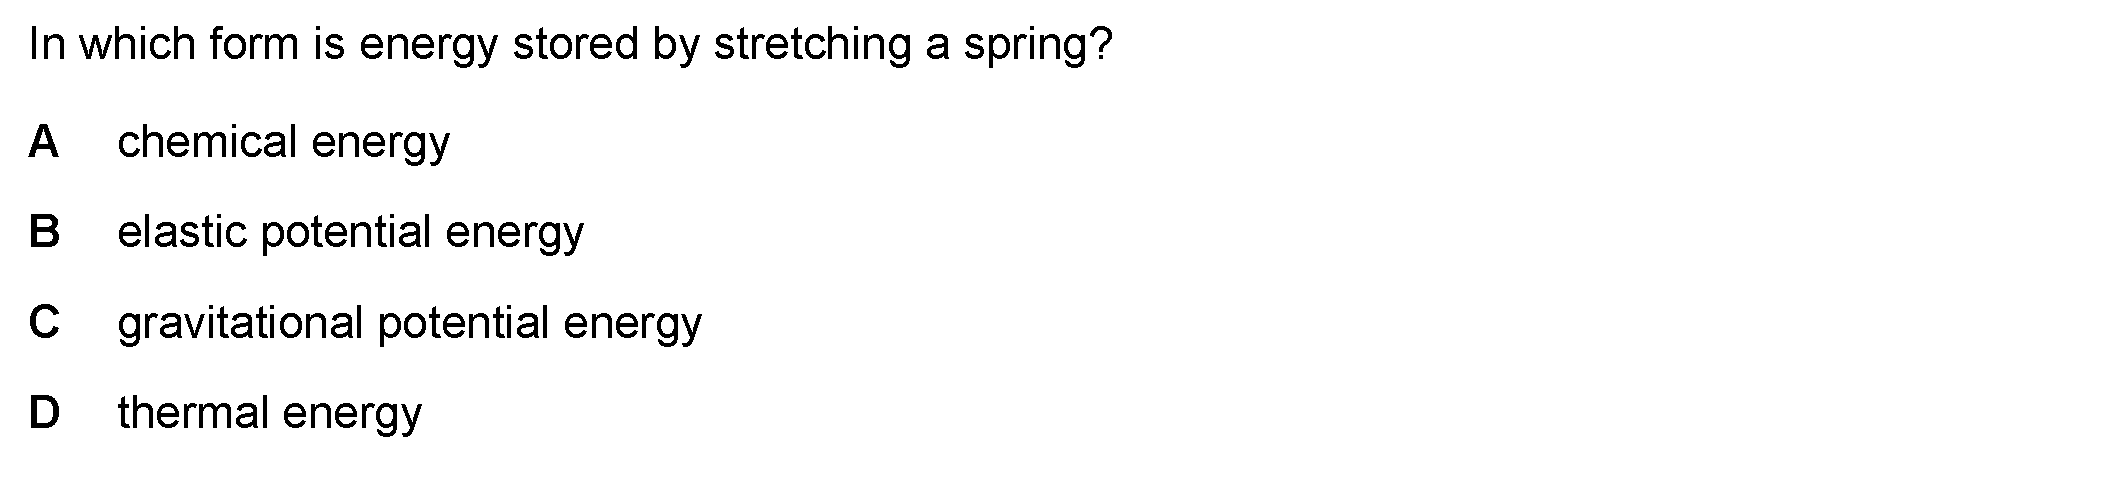 In which form is energy stored by stretching a spring?
A chemical energy
B elastic potential energy
C gravitational potential energy
D thermal energy